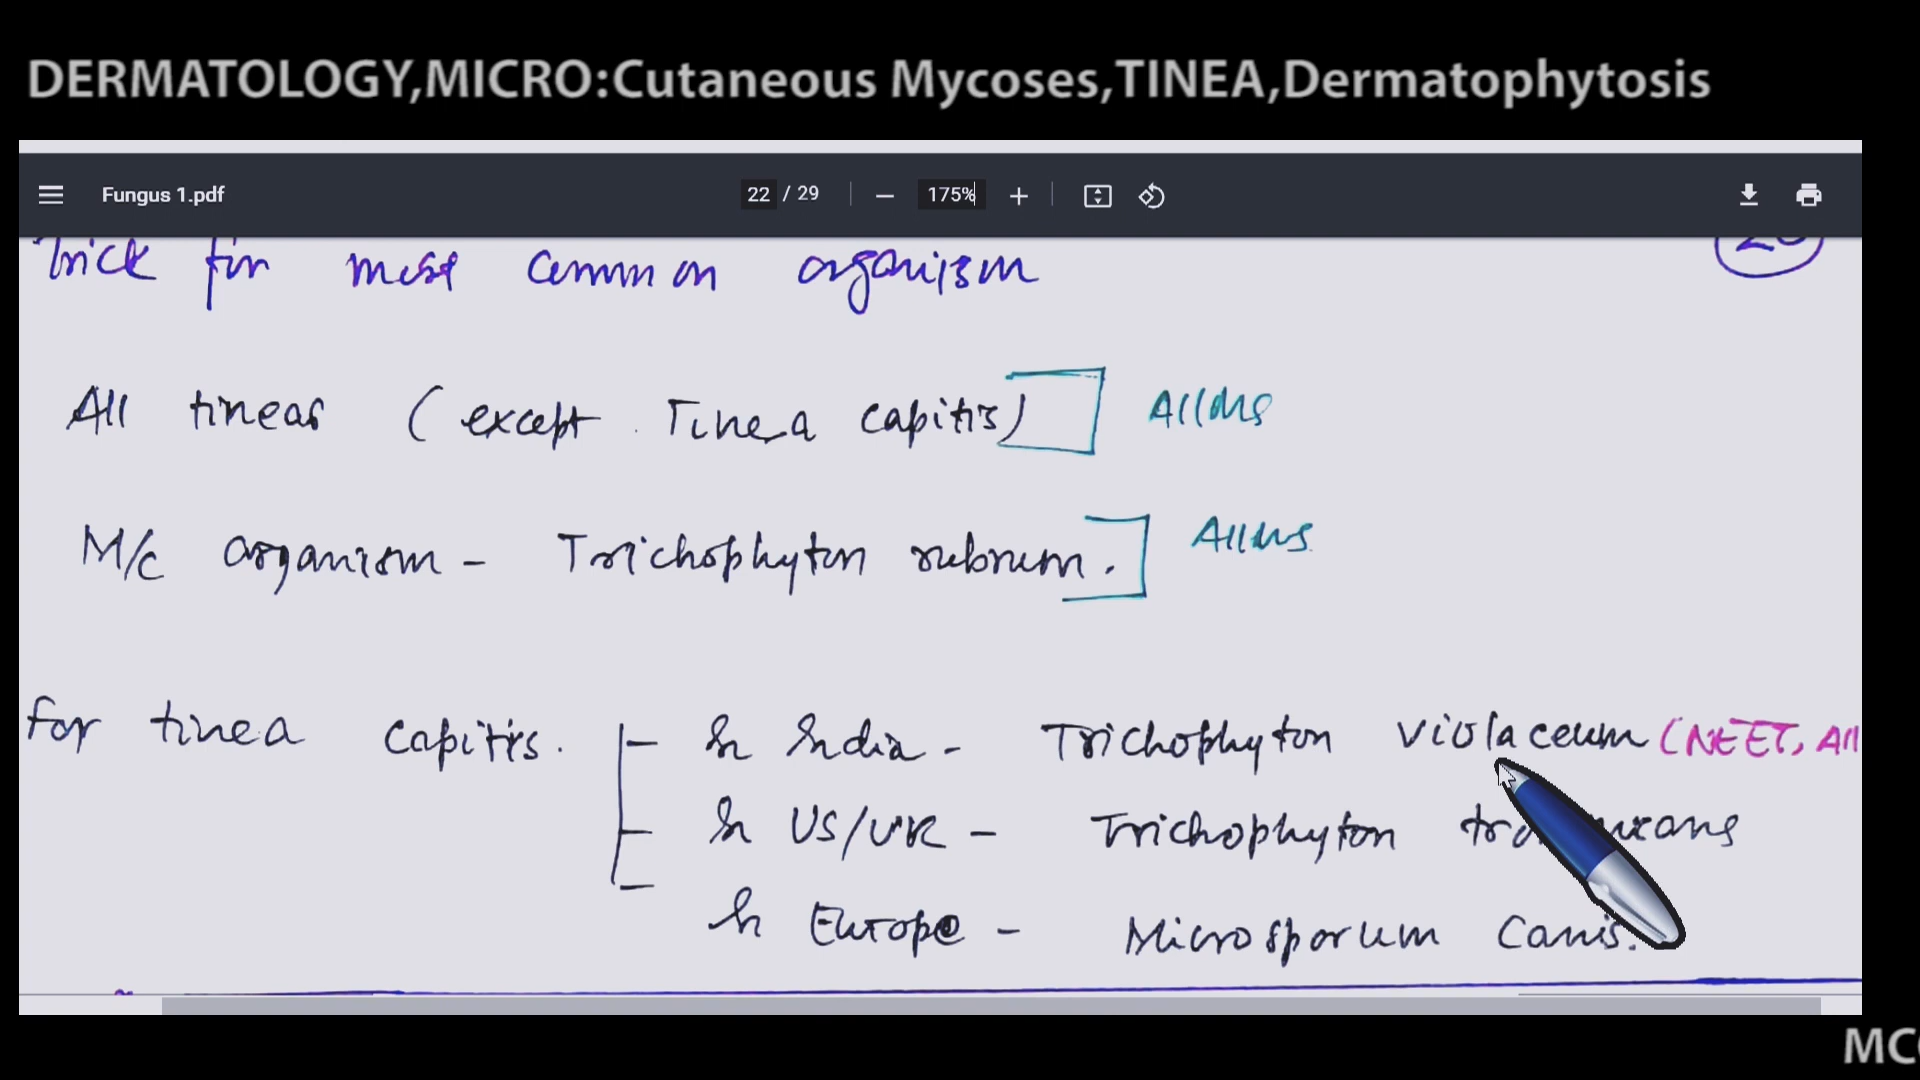 DERMATOLOGY,MICRO:Cutaneous Mycoses,TINEA,Dermatophytosis
Fungus 1.pdf 22 / 29 175%
Trick for most common organism
All tineas (except Tinea capitis) AIIMS
M/c organism - Trichophyton rubrum. AIIMS
For tinea capitis. In India - Trichophyton violaceum (NEET, AII
In US/UK - Trichophyton
In Europe - Microsporum Canis.
MC